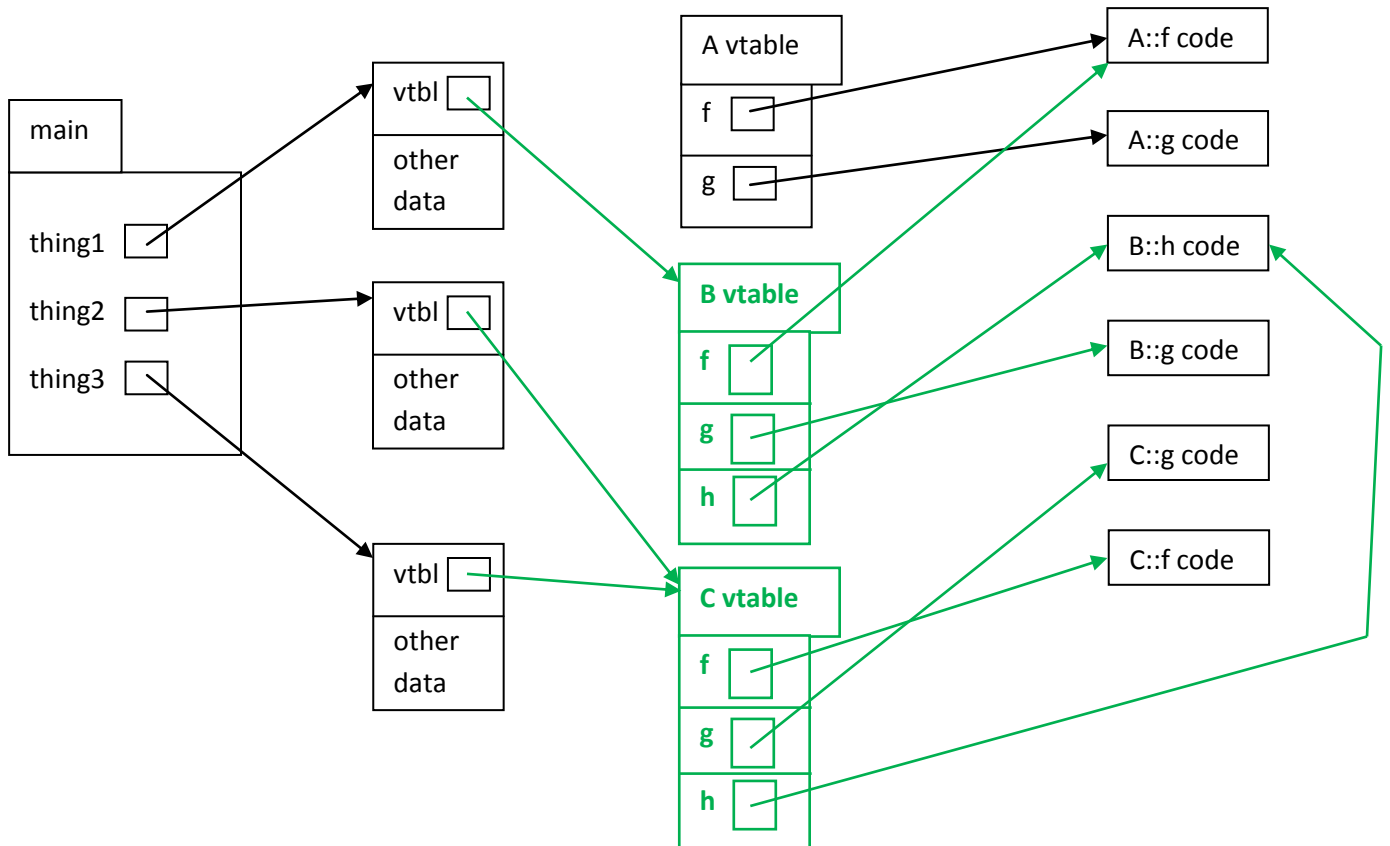 main
thing1
thing2
thing3
vtbl
other
data
vtbl
other
data
vtbl
other
data
A vtable
f
g
B vtable
f
g
h
C vtable
f
g
h
A::f code
A::g code
B::h code
B::g code
C::g code
C::f code